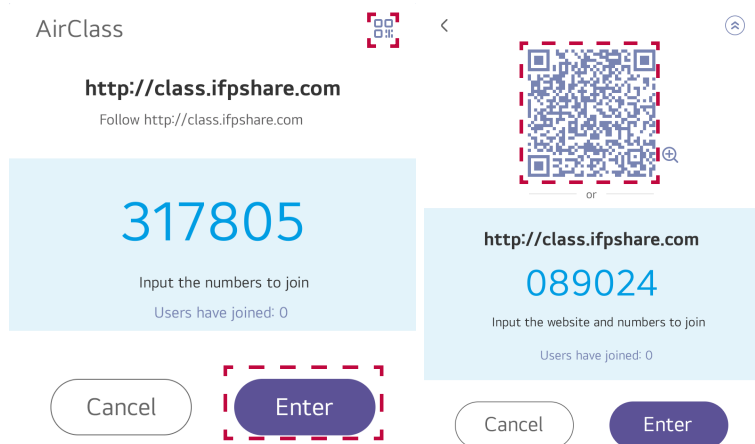 AirClass
http://class.ifpshare.com
Follow http://class.ifpshare.com
317805
Input the numbers to join
Users have joined: 0
Cancel
Enter
or
http://class.ifpshare.com
089024
Input the website and numbers to join
Users have joined: 0
Cancel
Enter